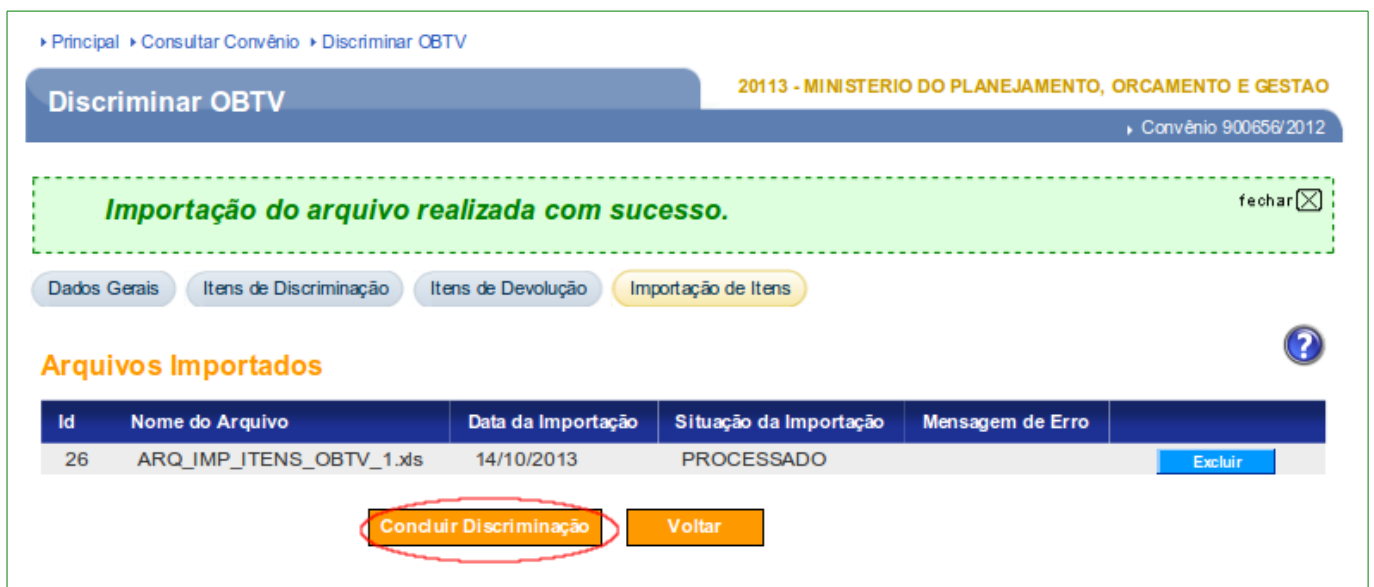 Principal Consultar Convênio Discriminar OBTV
20113 - MINISTERIO DO PLANEJAMENTO, ORCAMENTO E GESTAO
Discriminar OBTV
Convênio 900656/2012
Importação do arquivo realizada com sucesso.
fechar
Dados Gerais Itens de Discriminação Itens de Devolução Importação de Itens
?
Arquivos Importados
Id Nome do Arquivo Data da Importação Situação da Importação Mensagem de Erro
26 ARQ_IMP_ITENS_OBTV_1.xls 14/10/2013 PROCESSADO Excluir
Concluir Discriminação Voltar